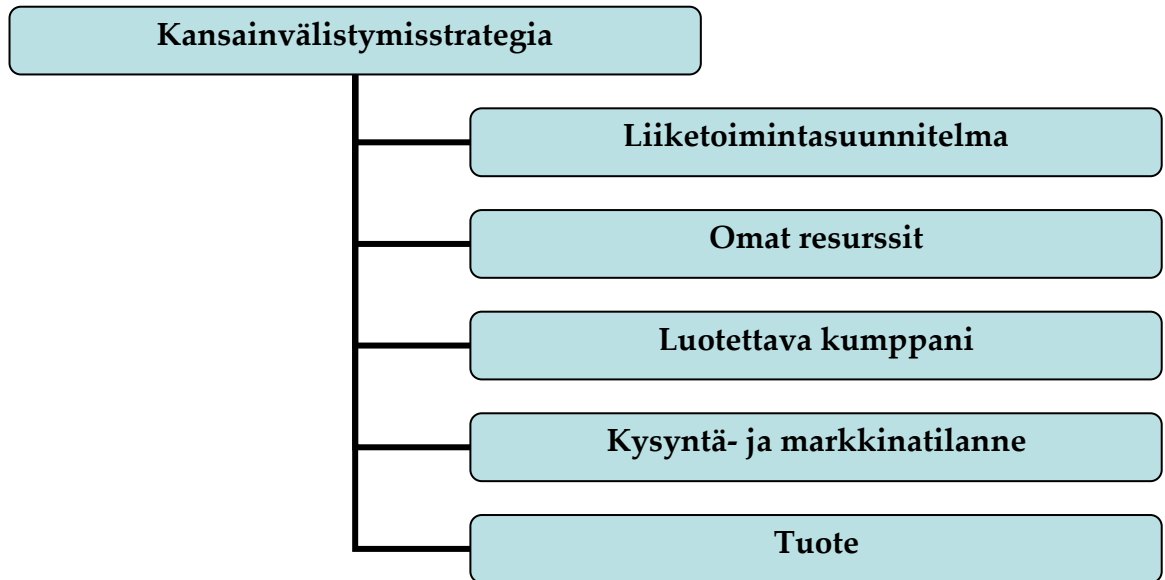 Kansainvälistymisstrategia
Liiketoimintasuunnitelma
Omat resurssit
Luotettava kumppani
Kysyntä- ja markkinatilanne
Tuote